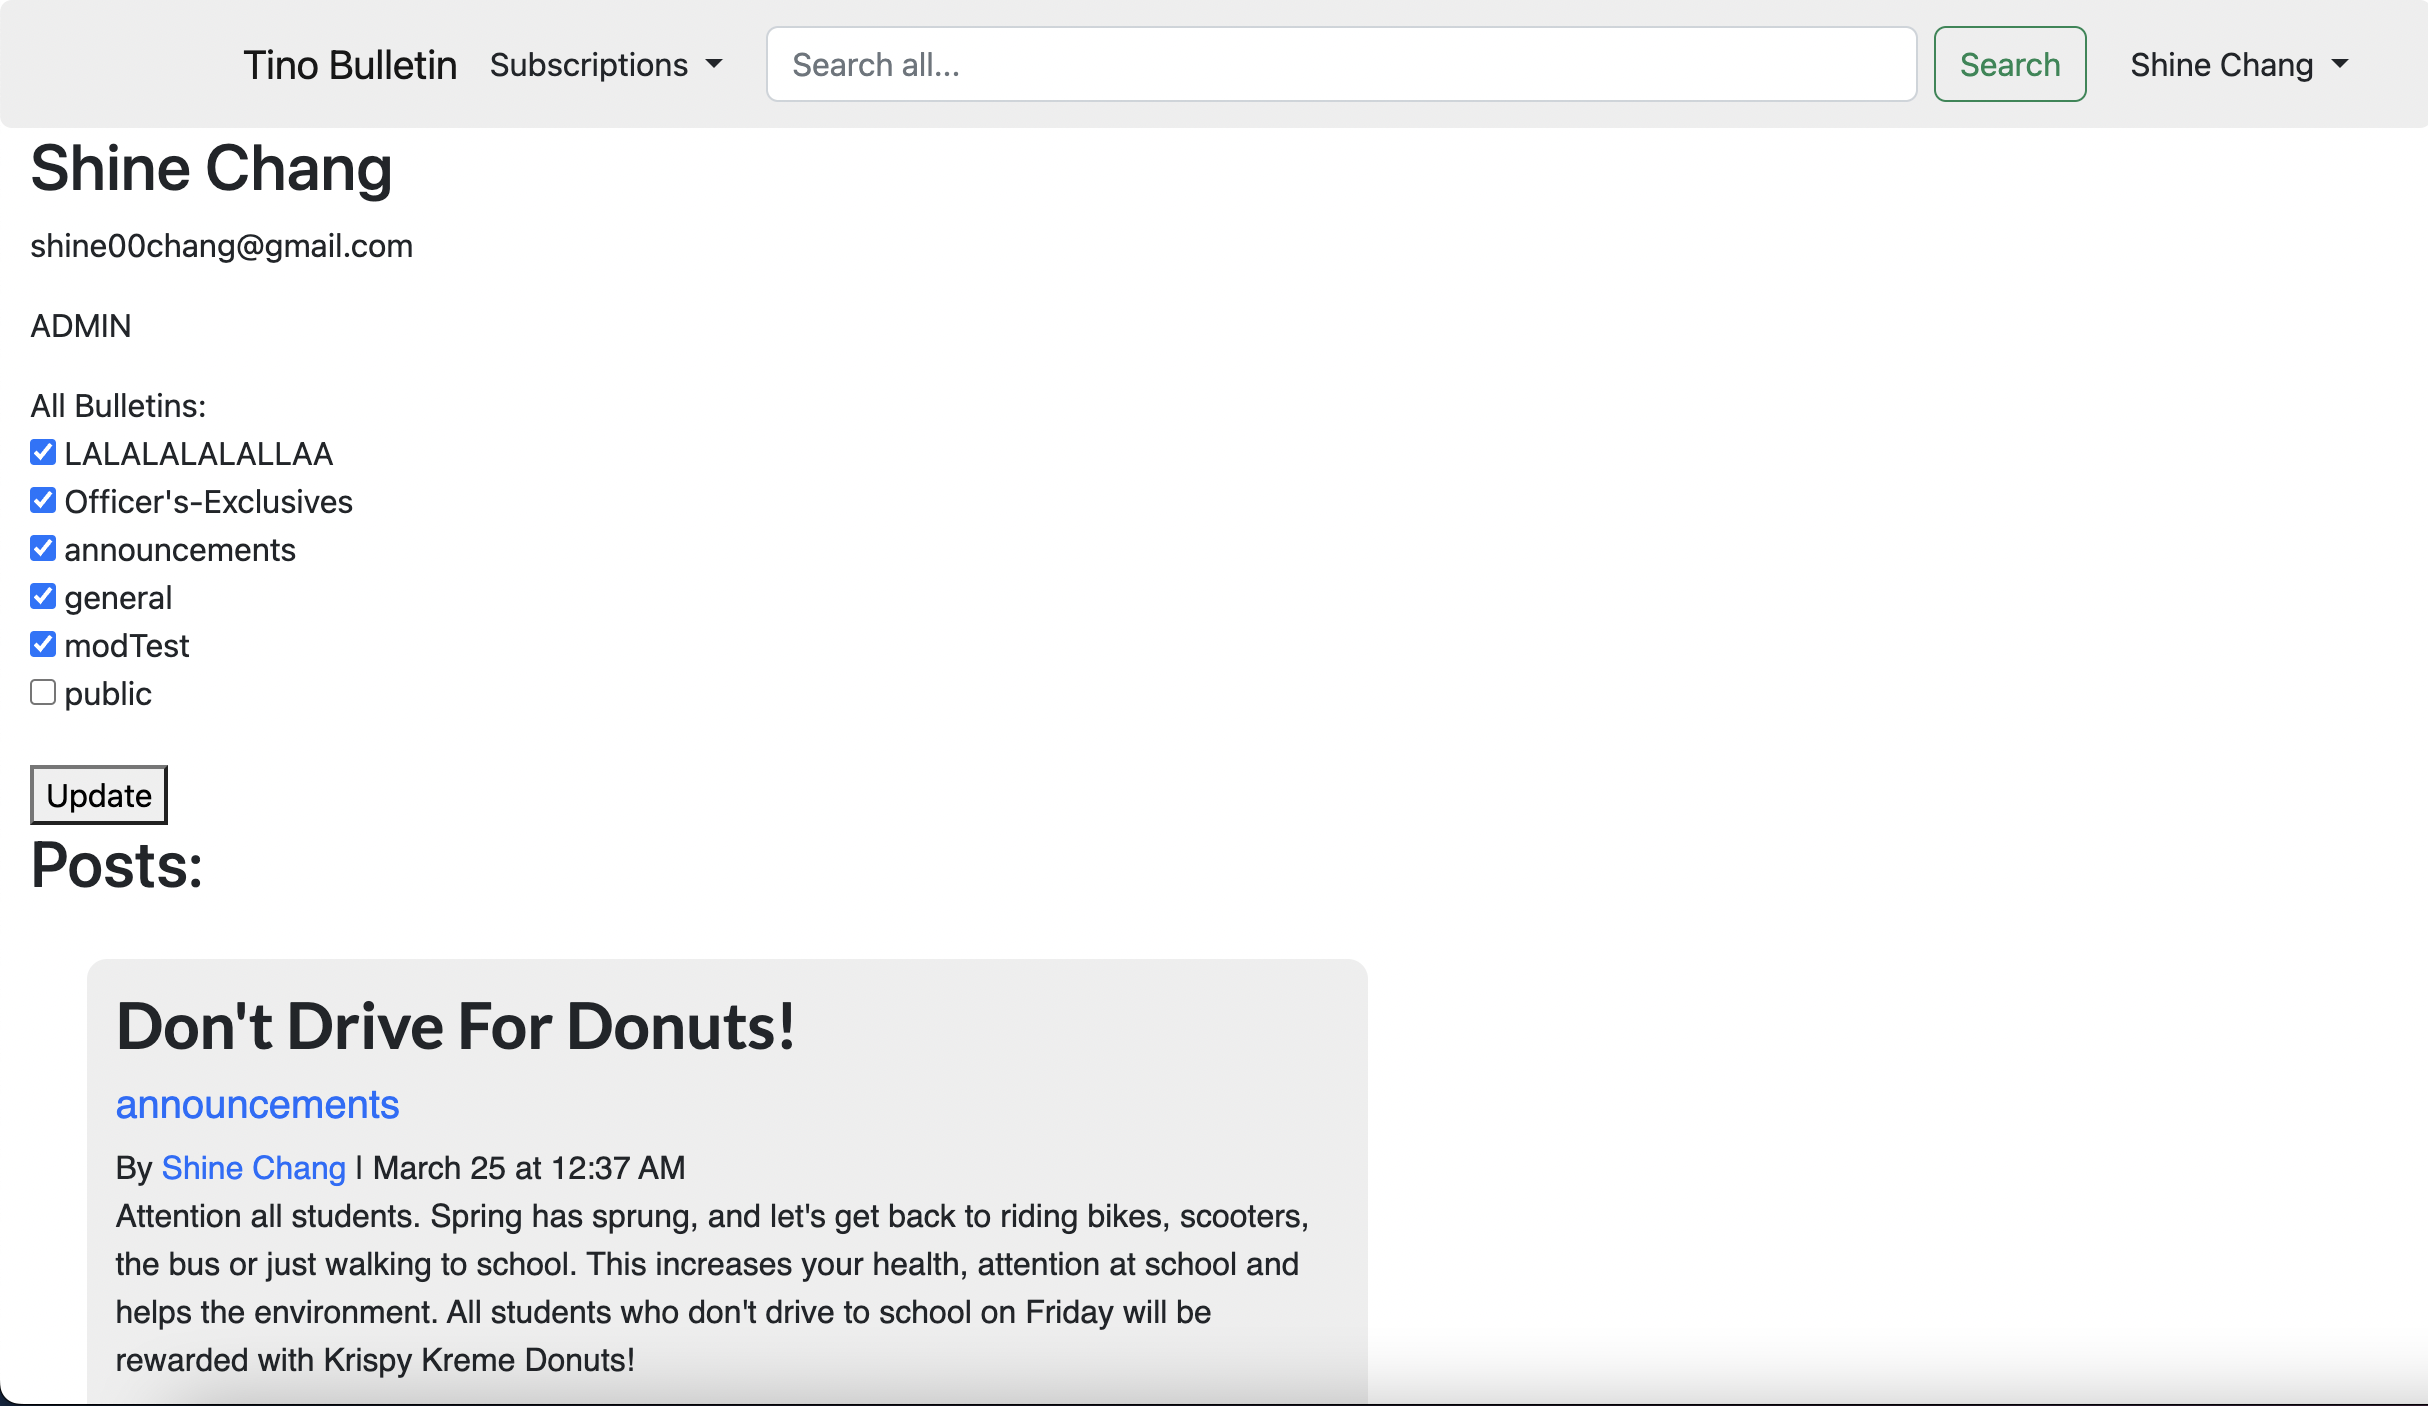 Tino Bulletin Subscriptions Search all... Search Shine Chang
Shine Chang
shine00chang@gmail.com
ADMIN
All Bulletins:
LALALALALALLAA
Officer's-Exclusives
announcements
general
modTest
public
Update
Posts:
Don't Drive For Donuts!
announcements
By Shine Chang | March 25 at 12:37 AM
Attention all students. Spring has sprung, and let's get back to riding bikes, scooters,
the bus or just walking to school. This increases your health, attention at school and
helps the environment. All students who don't drive to school on Friday will be
rewarded with Krispy Kreme Donuts!